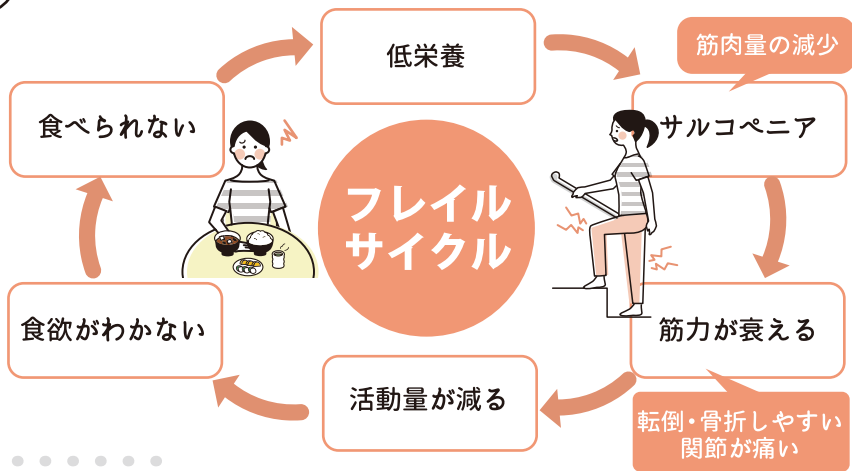 低栄養
筋肉量の減少
サルコペニア
筋力が衰える
転倒・骨折しやすい
関節が痛い
活動量が減る
食欲がわかない
食べられない
フレイル
サイクル